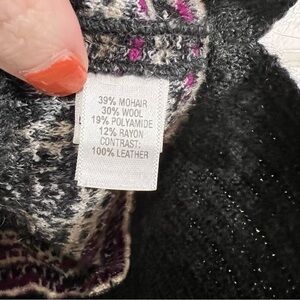 39% MOHAIR
30% WOOL
19% POLYAMIDE
12% RAYON
CONTRAST:
100% LEATHER